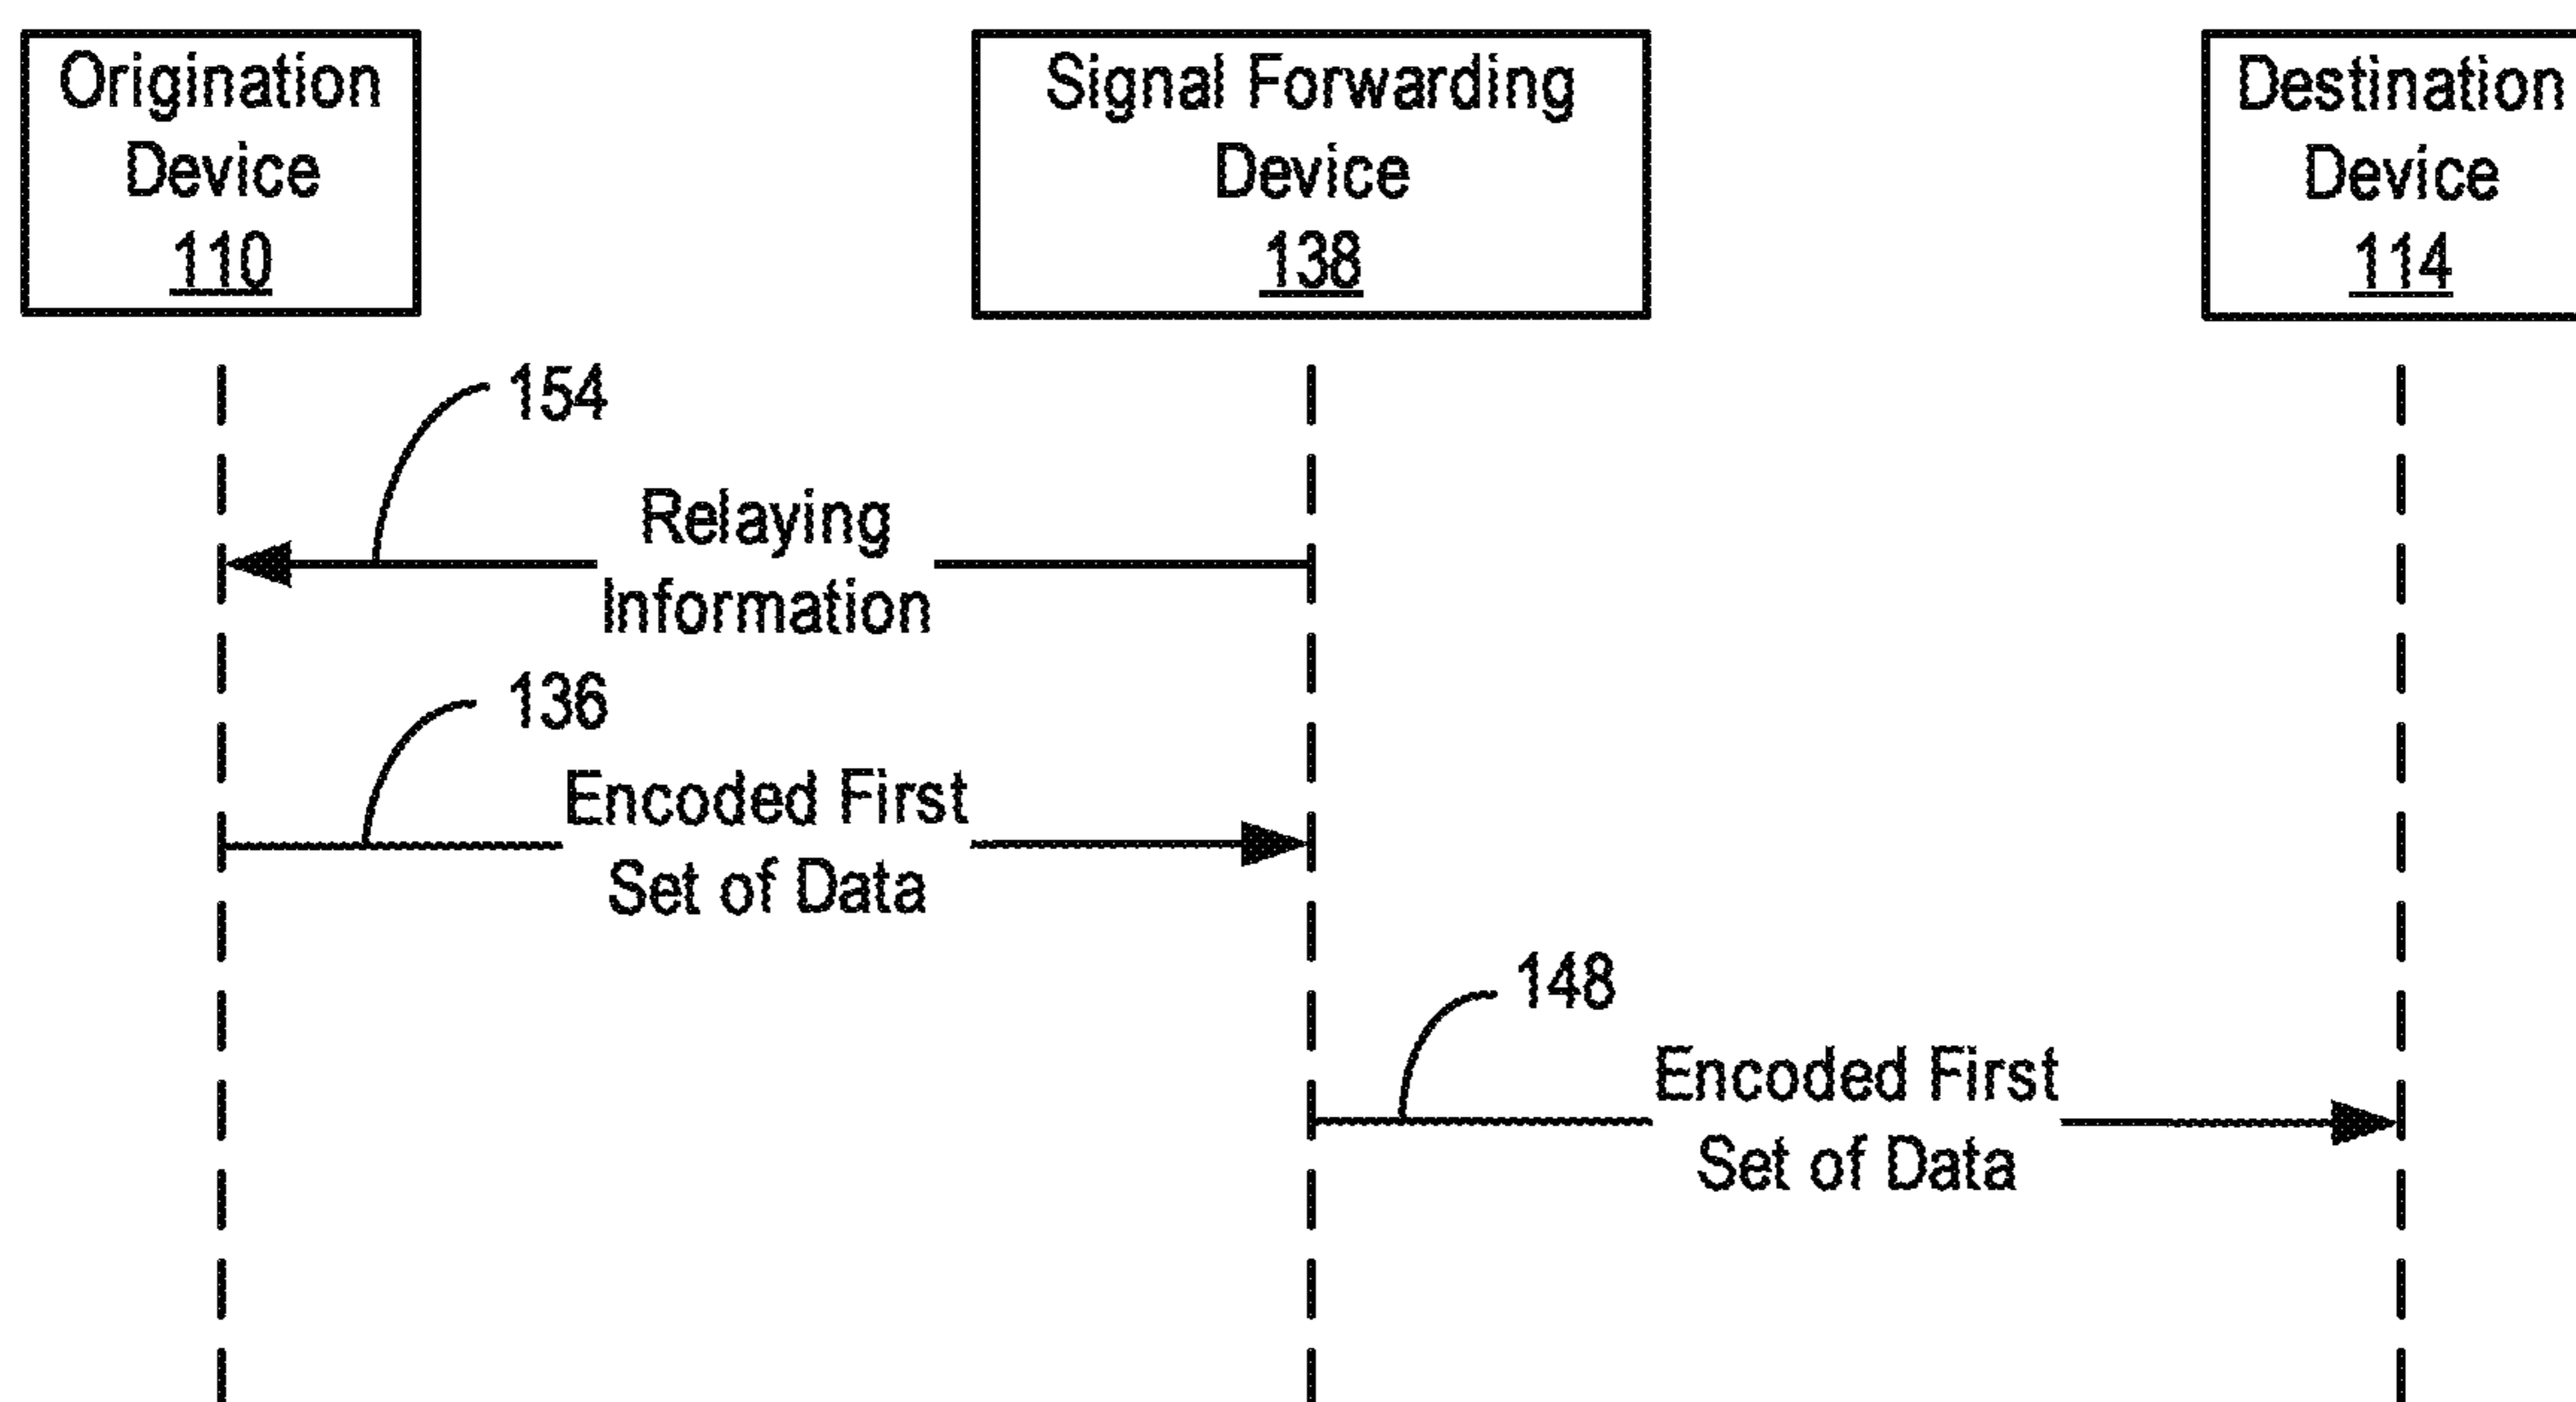 Origination
Device
110
Signal Forwarding
Device
138
Destination
Device
114
154
Relaying
Information
136
Encoded First
Set of Data
148
Encoded First
Set of Data